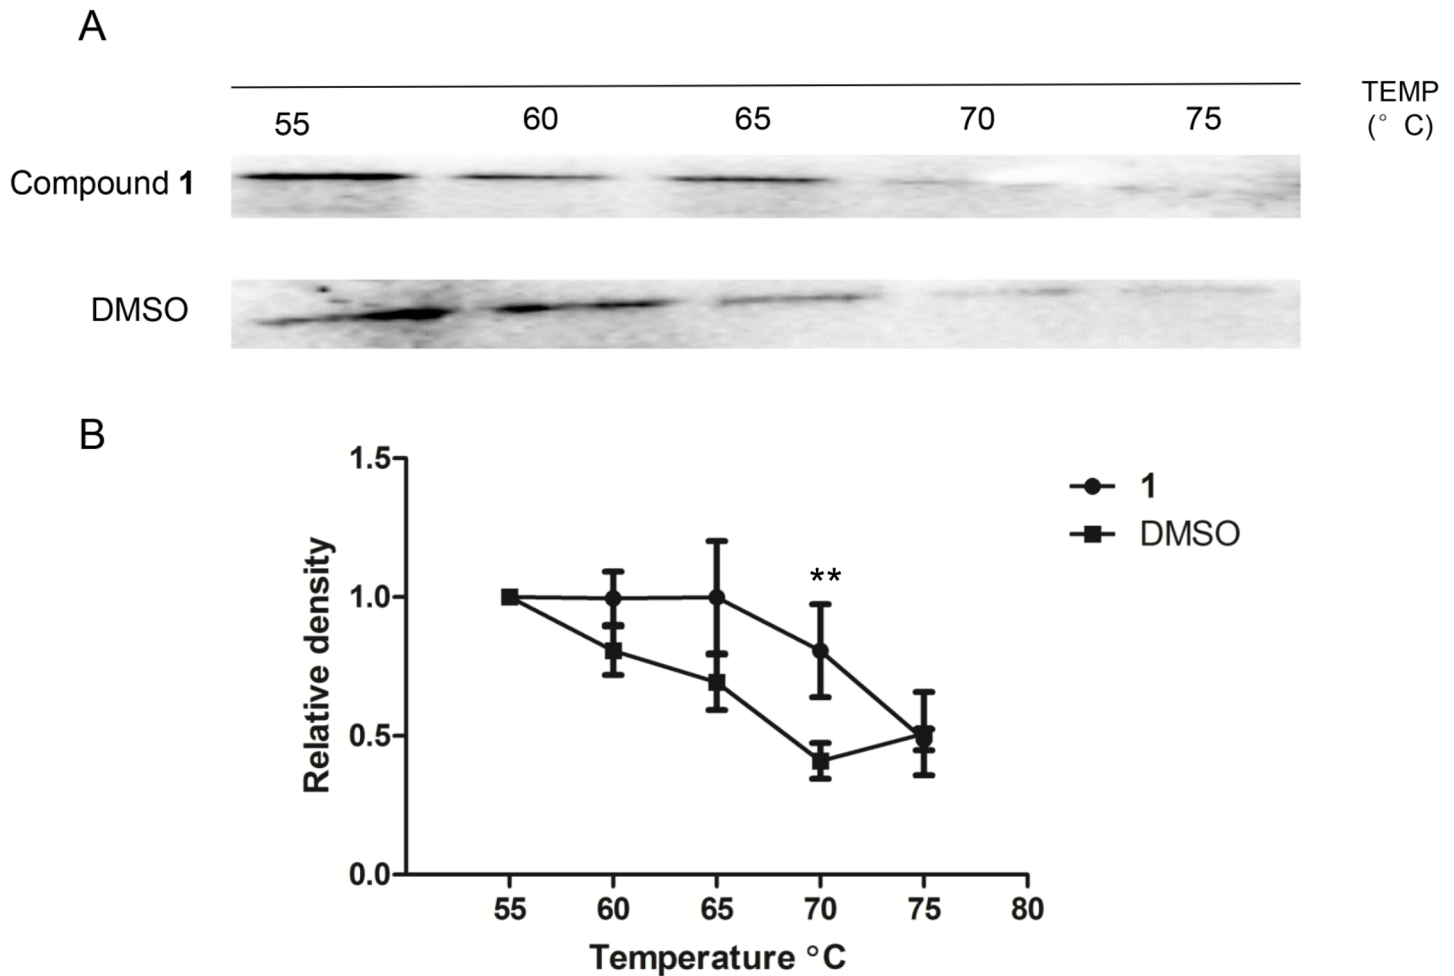 A
55 60 65 70 75
TEMP
(° C)
Compound 1
DMSO
B
1.5
1.0
0.5
0.0
Relative density
**
1
DMSO
55 60 65 70 75 80
Temperature °C